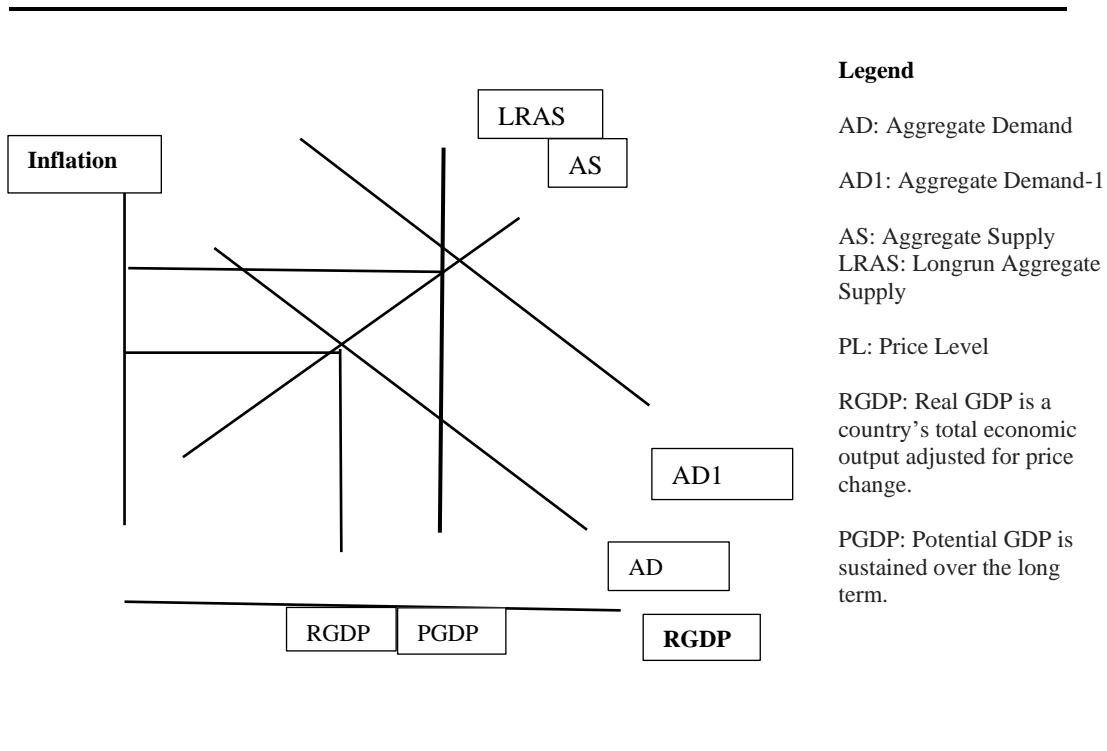 Legend
LRAS
AD: Aggregate Demand
Inflation
AS
AD1: Aggregate Demand-1
AS: Aggregate Supply
LRAS: Longrun Aggregate
Supply
PL: Price Level
RGDP: Real GDP is a
country’s total economic
output adjusted for price
change.
AD1
PGDP: Potential GDP is
sustained over the long
term.
AD
RGDP
PGDP
RGDP